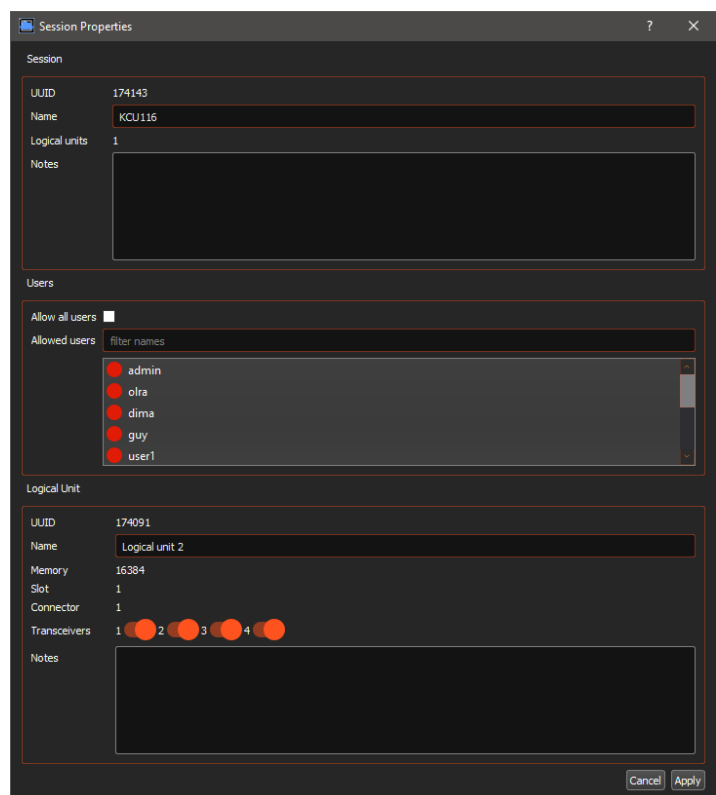 Session Properties
Session
UUID 174143
Name KCU116
Logical units 1
Notes
Users
Allow all users
Allowed users filter names
admin
olra
dima
guy
user1
Logical Unit
UUID 174091
Name Logical unit 2
Memory 16384
Slot 1
Connector 1
Transceivers 1 2 3 4
Notes
Cancel Apply